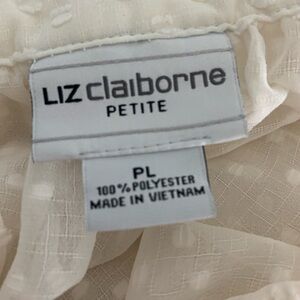 LIZ claiborne
PETITE
PL
100% POLYESTER
MADE IN VIETNAM